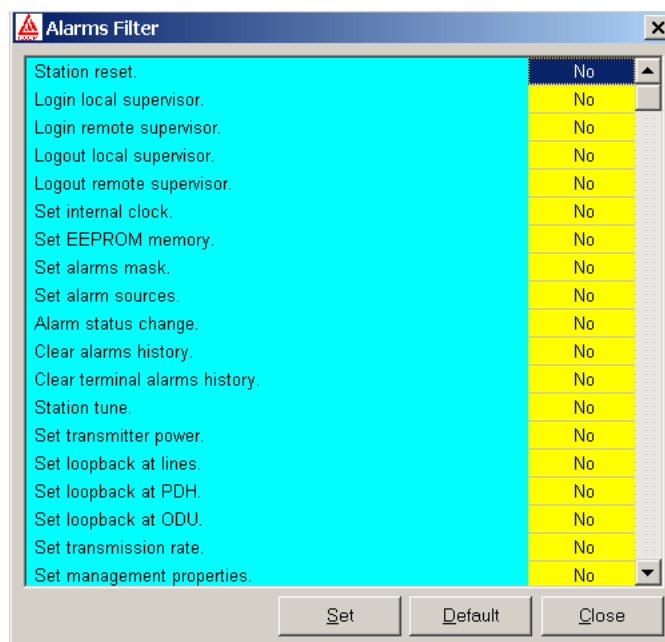 Alarms Filter
Station reset. No
Login local supervisor. No
Login remote supervisor. No
Logout local supervisor. No
Logout remote supervisor. No
Set internal clock. No
Set EEPROM memory. No
Set alarms mask. No
Set alarm sources. No
Alarm status change. No
Clear alarms history. No
Clear terminal alarms history. No
Station tune. No
Set transmitter power. No
Set loopback at lines. No
Set loopback at PDH. No
Set loopback at ODU. No
Set transmission rate. No
Set management properties. No
Set Default Close